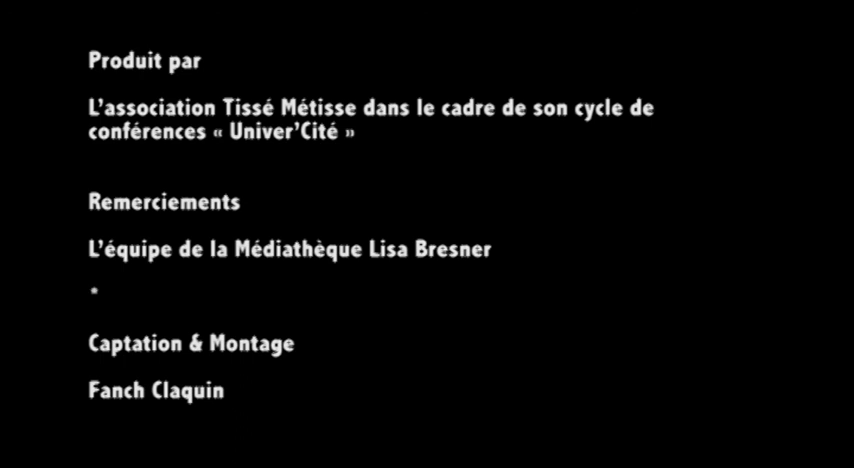 Produit par
L'association Tissé Métisse dans le cadre de son cycle de
conférences « Univer'Cité »
Remerciements
L'équipe de la Médiathèque Lisa Bresner
*
Captation & Montage
Fanch Claquin